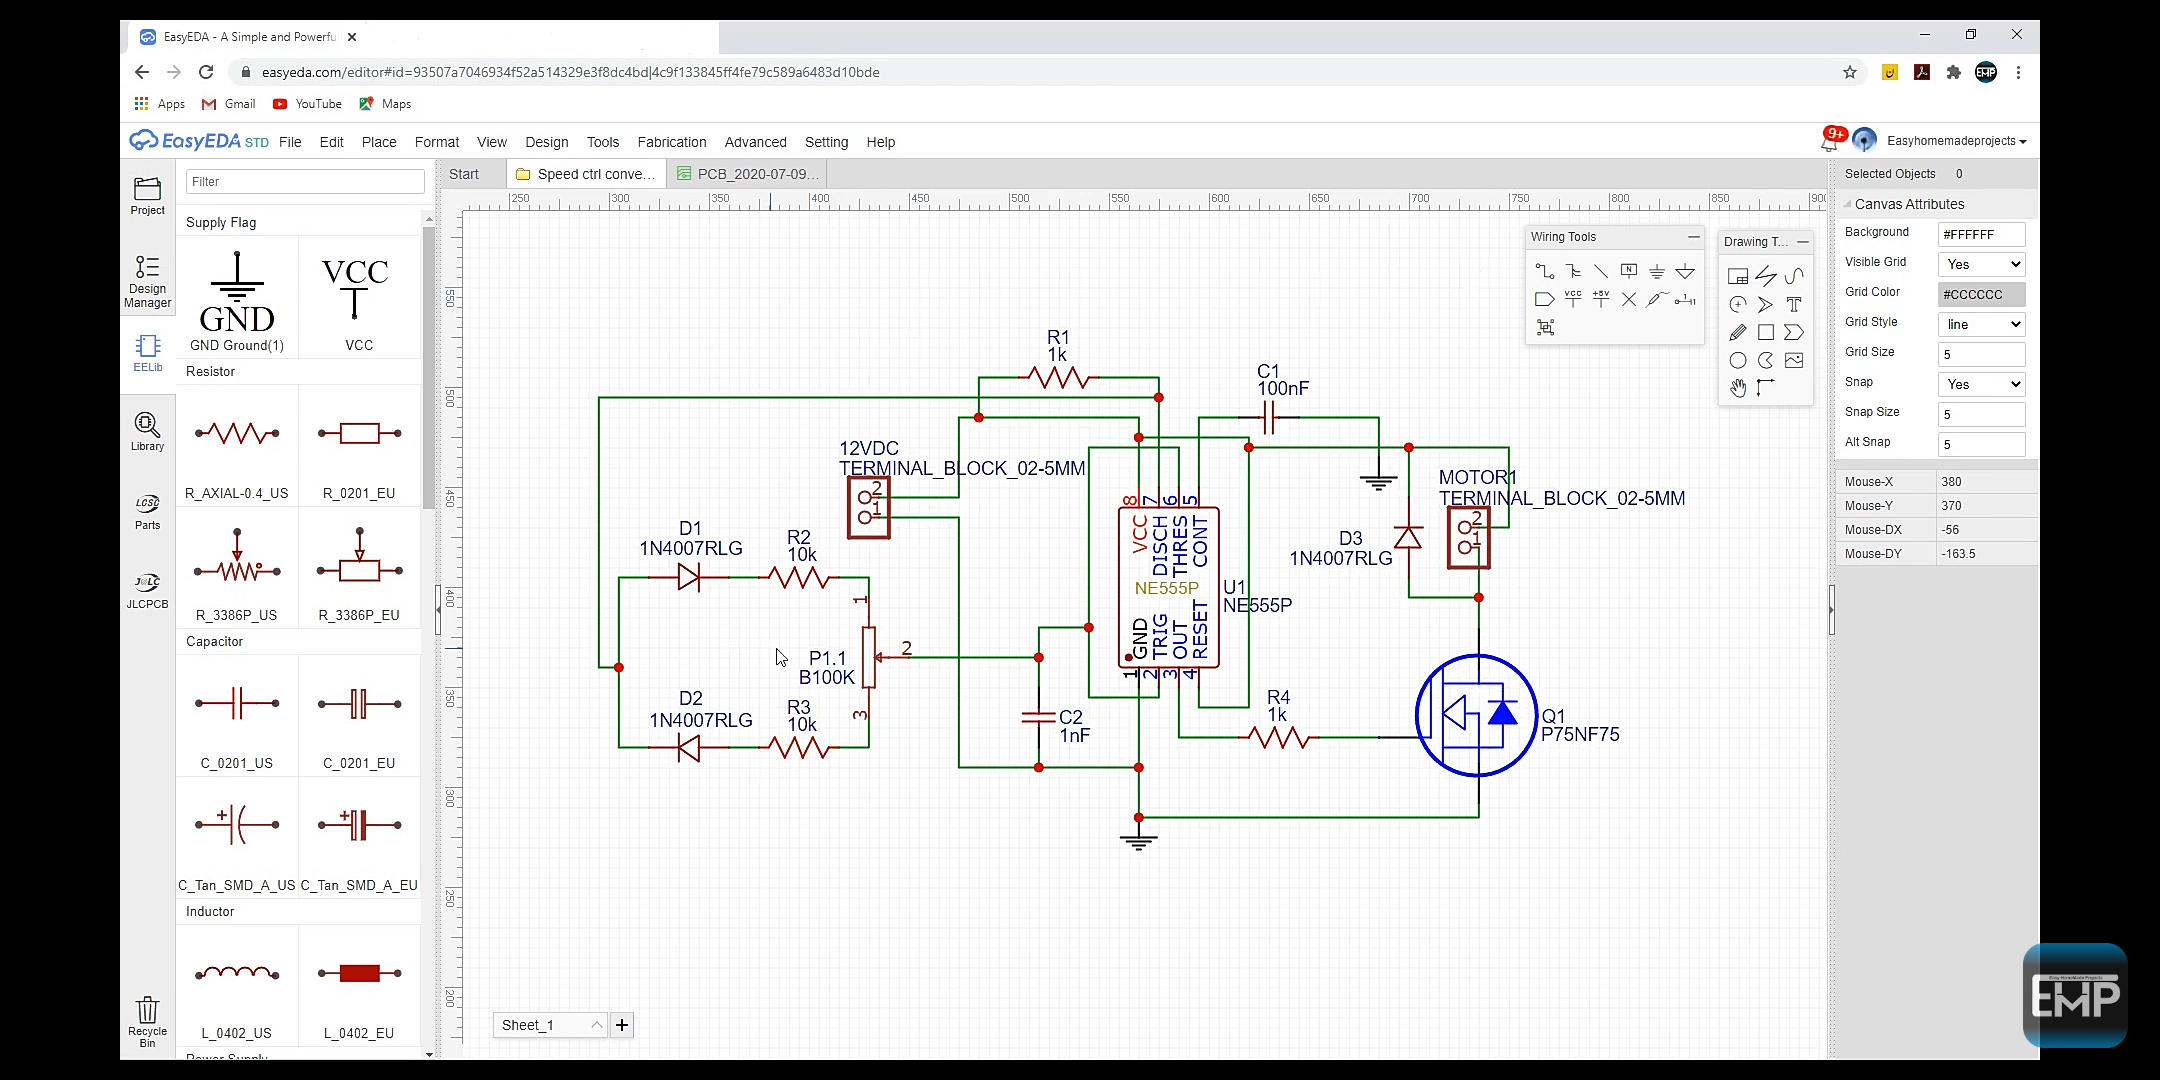 EasyEDA - A Simple and Powerfu
easyeda.com/editor#id=93507a7046934f52a514329e3f8dc4bd|4c9f133845ff4fe79c589a6483d10bde
EMP
Apps Gmail YouTube Maps
EasyEDA STD File Edit Place Format View Design Tools Fabrication Advanced Setting Help
9+
Easyhomemadeprojects
Project
Design
Manager
EELib
Library
LCSC
Parts
JLCPCB
Recycle
Bin
Filter
Supply Flag
GND
GND Ground(1)
VCC
VCC
Resistor
R_AXIAL-0.4_US R_0201_EU
R_3386P_US R_3386P_EU
Capacitor
C_0201_US C_0201_EU
C_Tan_SMD_A_US C_Tan_SMD_A_EU
Inductor
L_0402_US L_0402_EU
Power Supply
Start Speed ctrl conve... PCB_2020-07-09...
250 300 350 400 450 500 550 600 650 700 750 800 850 900
550
500
450
400
350
300
250
200
Wiring Tools
N
VCC +5V
Drawing T...
T
R1
1k
C1
100nF
12VDC
TERMINAL_BLOCK_02-5MM
2
1
MOTOR1
TERMINAL_BLOCK_02-5MM
2
1
D1
1N4007RLG
R2
10k
D3
1N4007RLG
8 7 6 5
VCC DISCH THRES CONT
NE555P
U1
NE555P
GND TRIG OUT RESET
1 2 3 4
1
2
3
P1.1
B100K
D2
1N4007RLG
R3
10k
C2
1nF
R4
1k
Q1
P75NF75
Sheet_1
Selected Objects 0
Canvas Attributes
Background #FFFFFF
Visible Grid Yes
Grid Color #CCCCCC
Grid Style line
Grid Size 5
Snap Yes
Snap Size 5
Alt Snap 5
Mouse-X 380
Mouse-Y 370
Mouse-DX -56
Mouse-DY -163.5
Easy HomeMade Projects
EMP